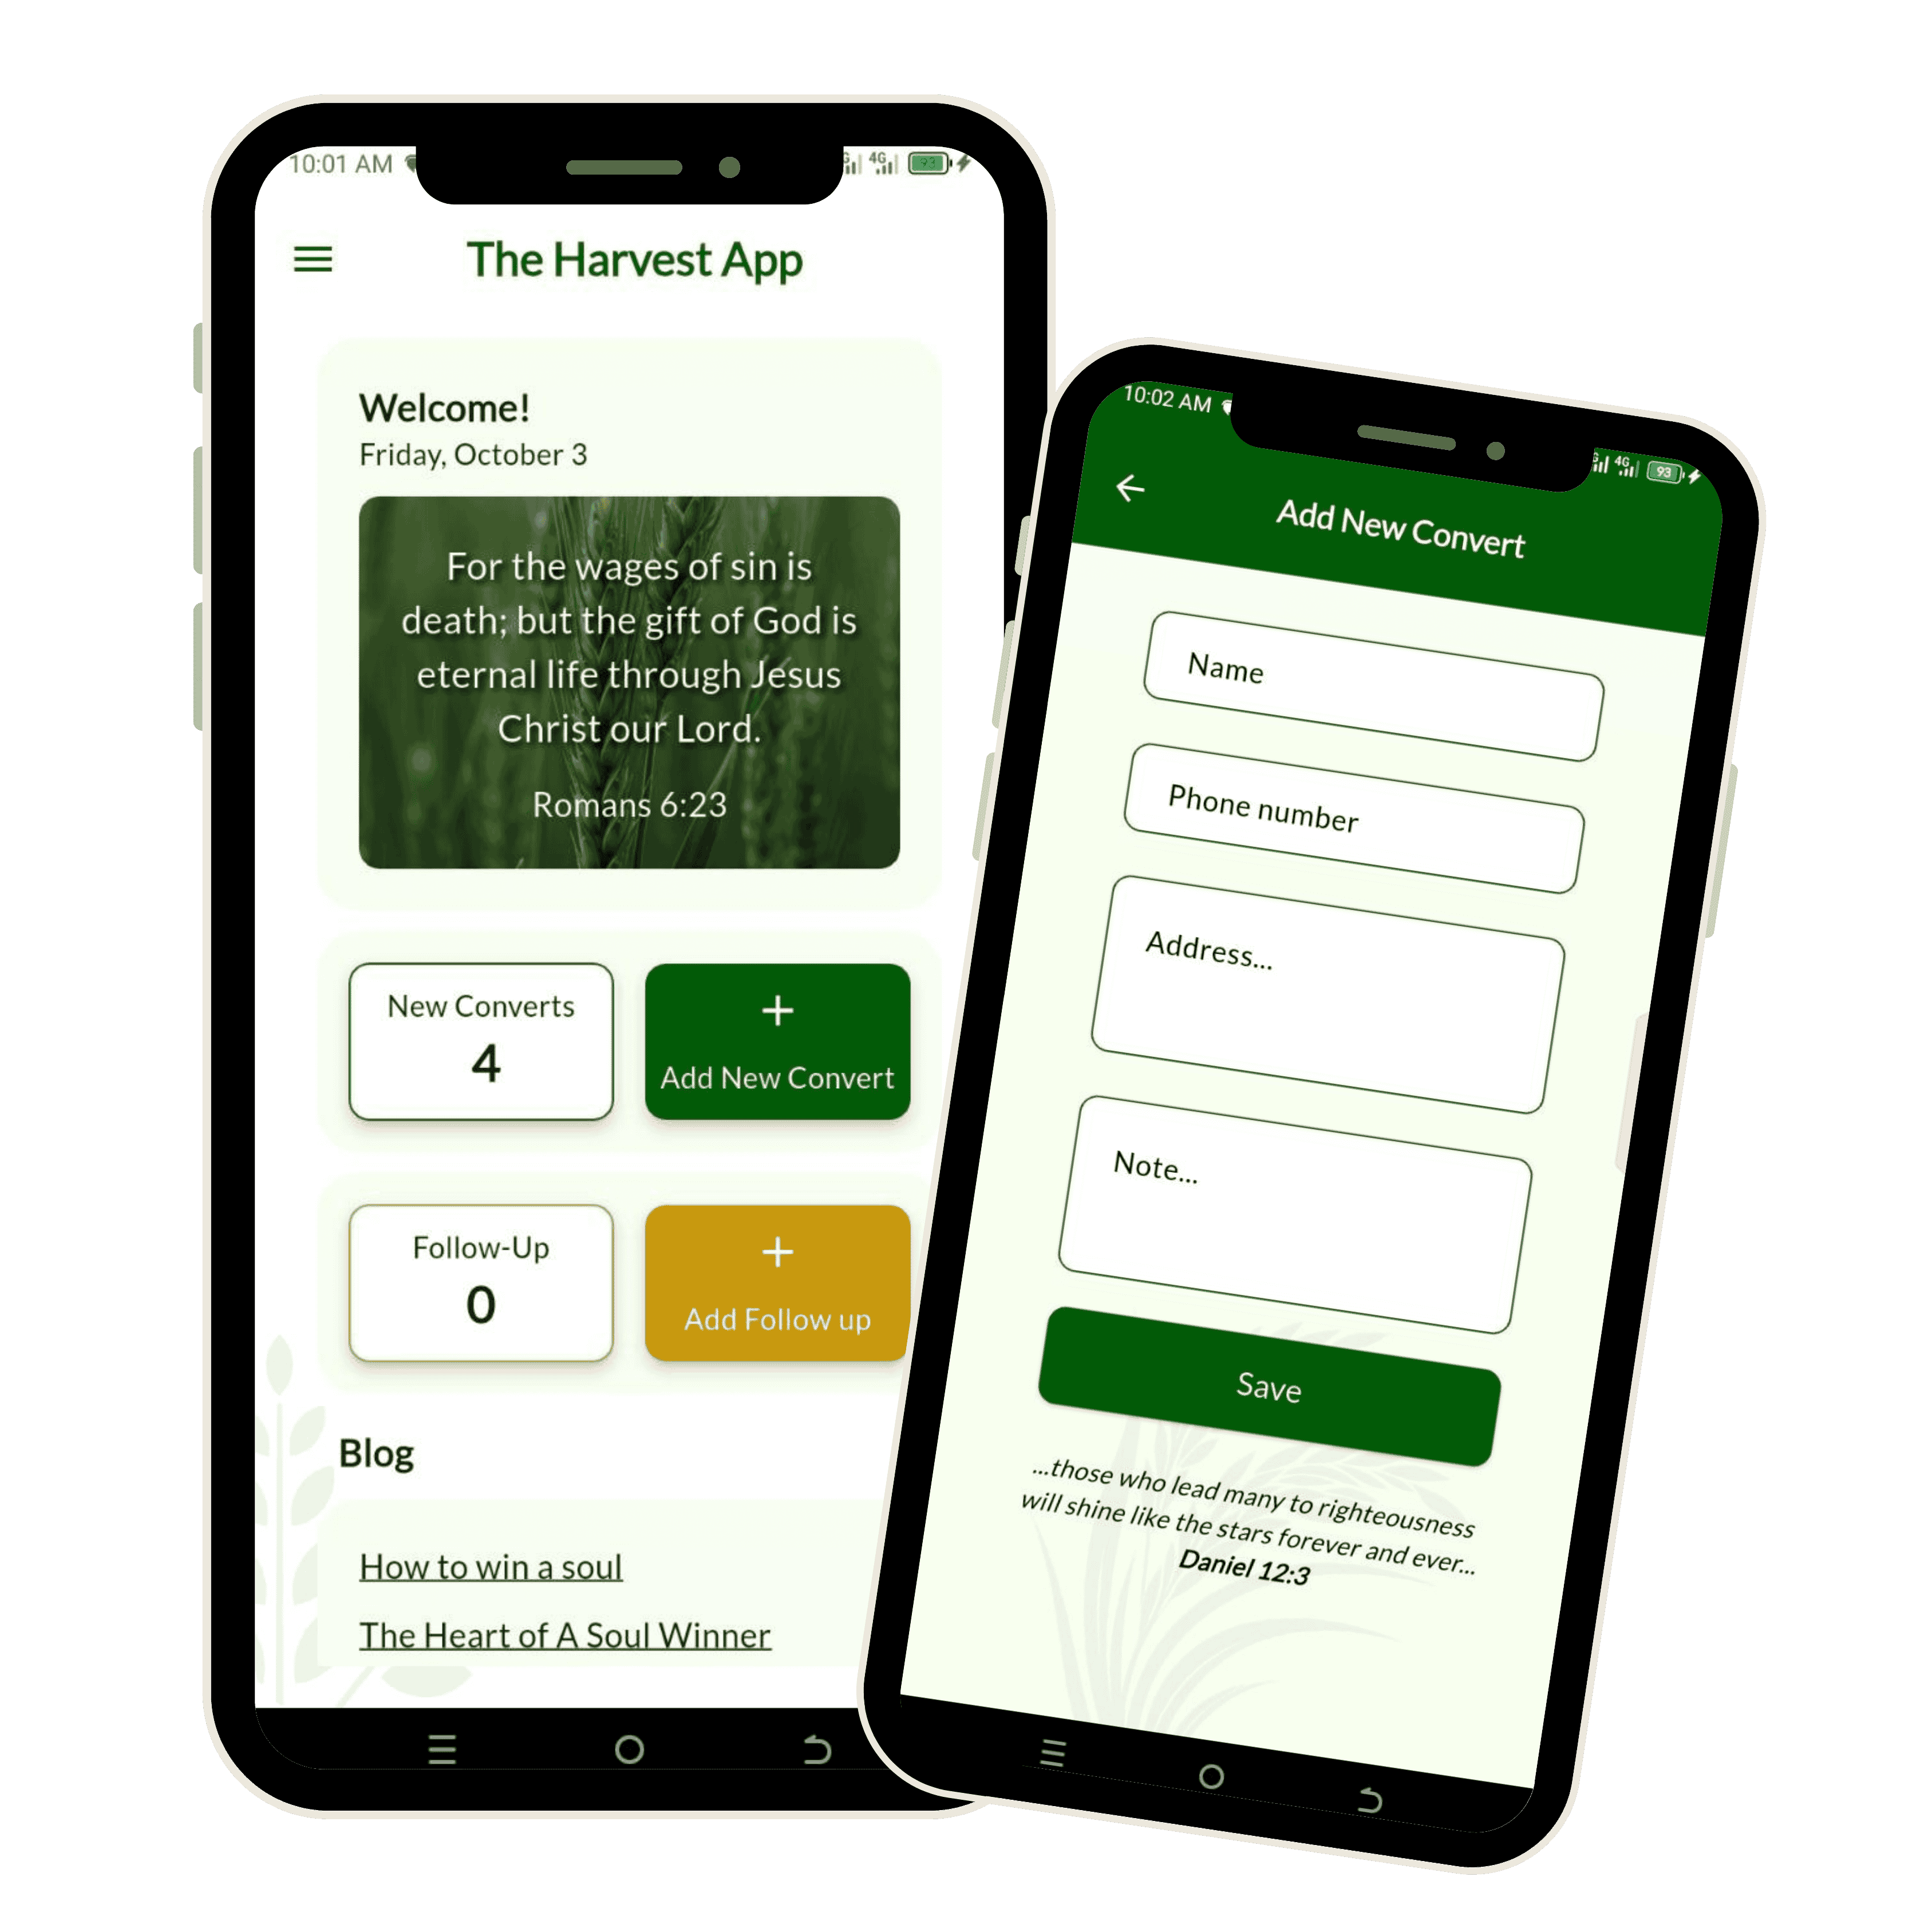 10:01 AM
4G
93
The Harvest App
Welcome!
Friday, October 3
For the wages of sin is
death; but the gift of God is
eternal life through Jesus
Christ our Lord.
Romans 6:23
New Converts
4
Add New Convert
Follow-Up
0
Add Follow up
Blog
How to win a soul
The Heart of A Soul Winner
10:02 AM
4G
93
Add New Convert
Name
Phone number
Address...
Note...
Save
...those who lead many to righteousness
will shine like the stars forever and ever...
Daniel 12:3